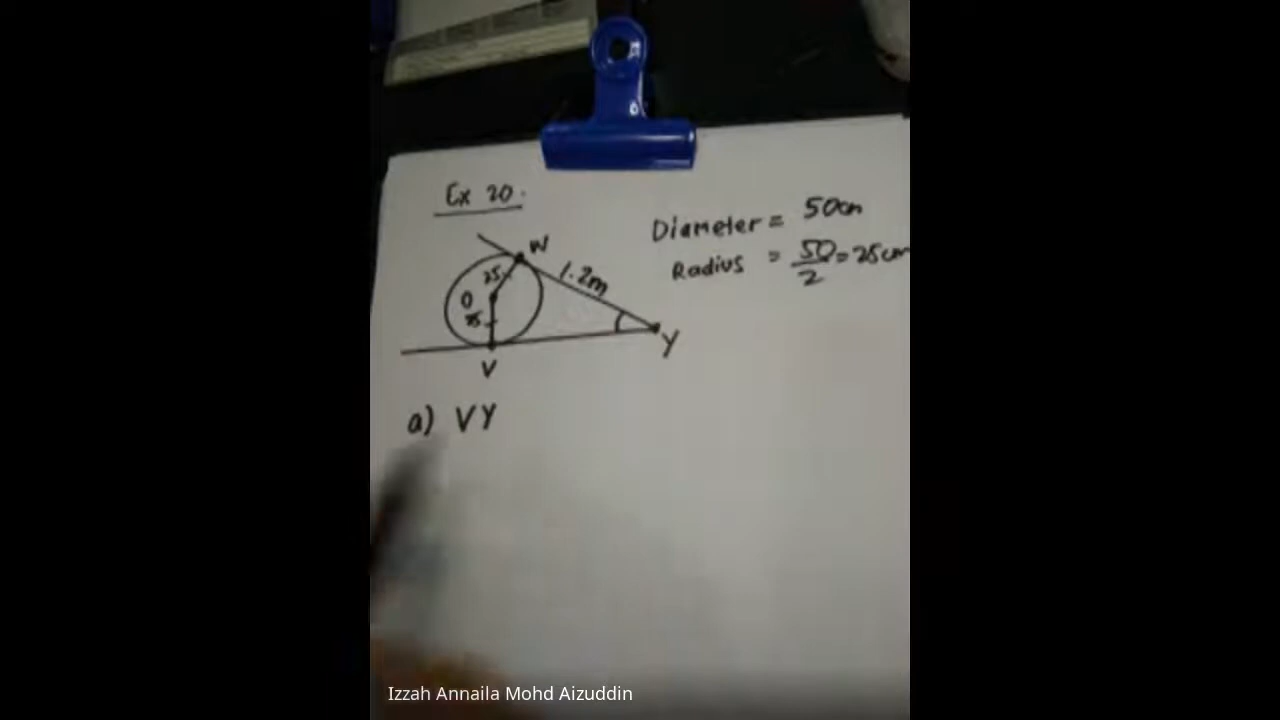 Ex 20.
Diameter = 50cm
Radius = 50/2 = 25cm
W
1.2m
25
O
25
Y
V
a) VY
Izzah Annaila Mohd Aizuddin